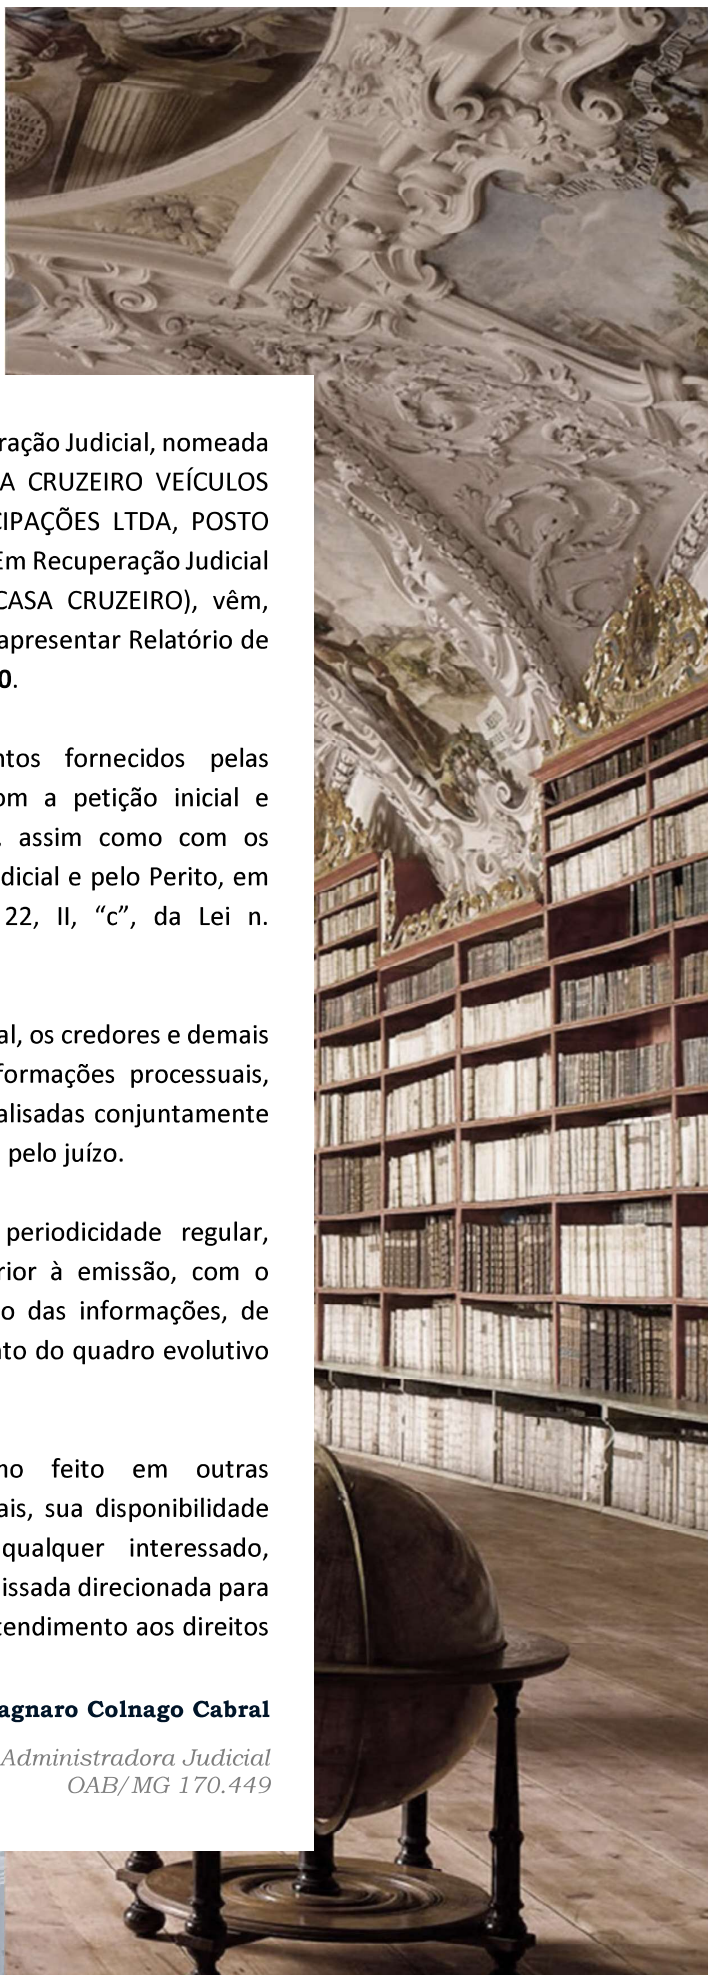 ração Judicial, nomeada
A CRUZEIRO VEÍCULOS
CIPAÇÕES LTDA, POSTO
Em Recuperação Judicial
CASA CRUZEIRO), vêm,
apresentar Relatório de
0.
ntos fornecidos pelas
om a petição inicial e
, assim como com os
dicial e pelo Perito, em
22, II, “c”, da Lei n.
al, os credores e demais
formações processuais,
alisadas conjuntamente
pelo juízo.
periodicidade regular,
rior à emissão, com o
o das informações, de
nto do quadro evolutivo
mo feito em outras
ais, sua disponibilidade
qualquer interessado,
issada direcionada para
tendimento aos direitos
agnaro Colnago Cabral
Administradora Judicial
OAB/MG 170.449